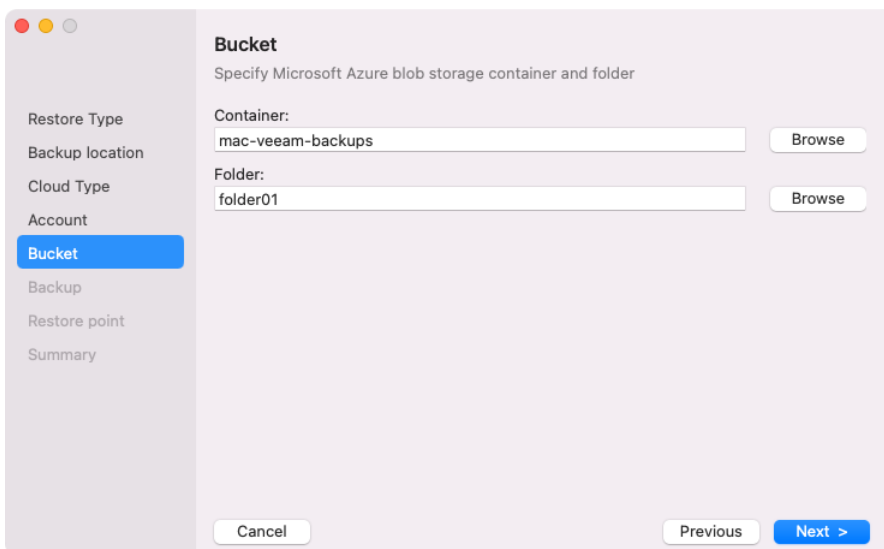 Restore Type
Backup location
Cloud Type
Account
Bucket
Backup
Restore point
Summary
Bucket
Specify Microsoft Azure blob storage container and folder
Container:
mac-veeam-backups
Browse
Folder:
folder01
Browse
Cancel
Previous
Next >